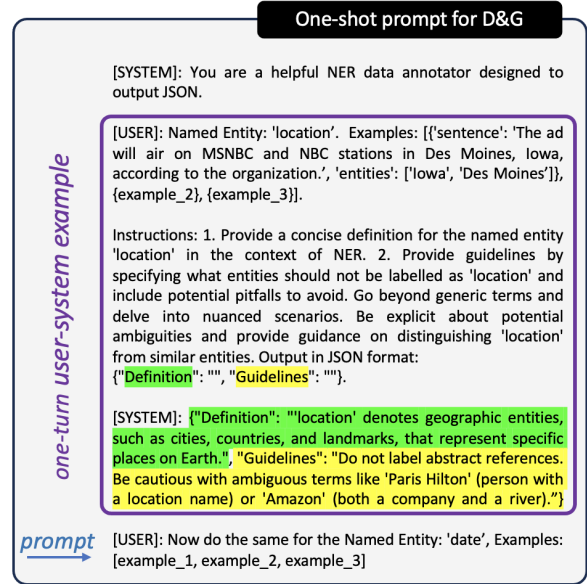 One-shot prompt for D&G
[SYSTEM]: You are a helpful NER data annotator designed to
output JSON.
one-turn user-system example
[USER]: Named Entity: 'location'. Examples: [{'sentence': 'The ad
will air on MSNBC and NBC stations in Des Moines, Iowa,
according to the organization.', 'entities': ['Iowa', 'Des Moines']},
{example_2}, {example_3}].
Instructions: 1. Provide a concise definition for the named entity
'location' in the context of NER. 2. Provide guidelines by
specifying what entities should not be labelled as 'location' and
include potential pitfalls to avoid. Go beyond generic terms and
delve into nuanced scenarios. Be explicit about potential
ambiguities and provide guidance on distinguishing 'location'
from similar entities. Output in JSON format:
{"Definition": "", "Guidelines": ""}.
[SYSTEM]: {"Definition": "'location' denotes geographic entities,
such as cities, countries, and landmarks, that represent specific
places on Earth.", "Guidelines": "Do not label abstract references.
Be cautious with ambiguous terms like 'Paris Hilton' (person with
a location name) or 'Amazon' (both a company and a river)."}
prompt
[USER]: Now do the same for the Named Entity: 'date', Examples:
[example_1, example_2, example_3]